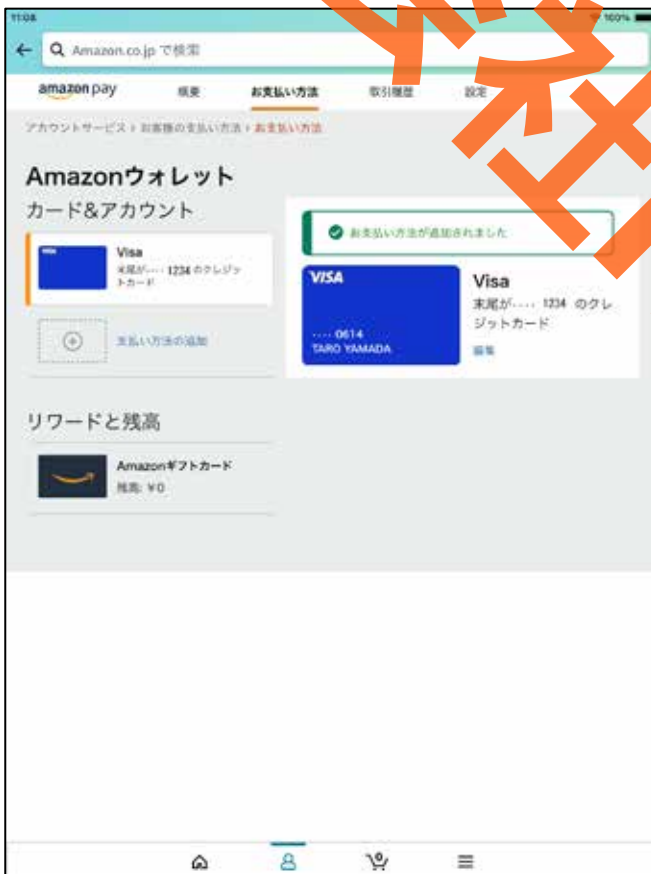 11:08 100%
Amazon.co.jp で検索
amazon pay 概要 お支払い方法 取引履歴 設定
アカウントサービス › お客様の支払い方法 › お支払い方法
Amazonウォレット
カード&アカウント
Visa
末尾が···· 1234 のクレジッ
トカード
支払い方法の追加
お支払い方法が追加されました
VISA
···· 0614
TARO YAMADA
Visa
末尾が···· 1234 のクレ
ジットカード
編集
リワードと残高
Amazonギフトカード
残高: ¥0
社